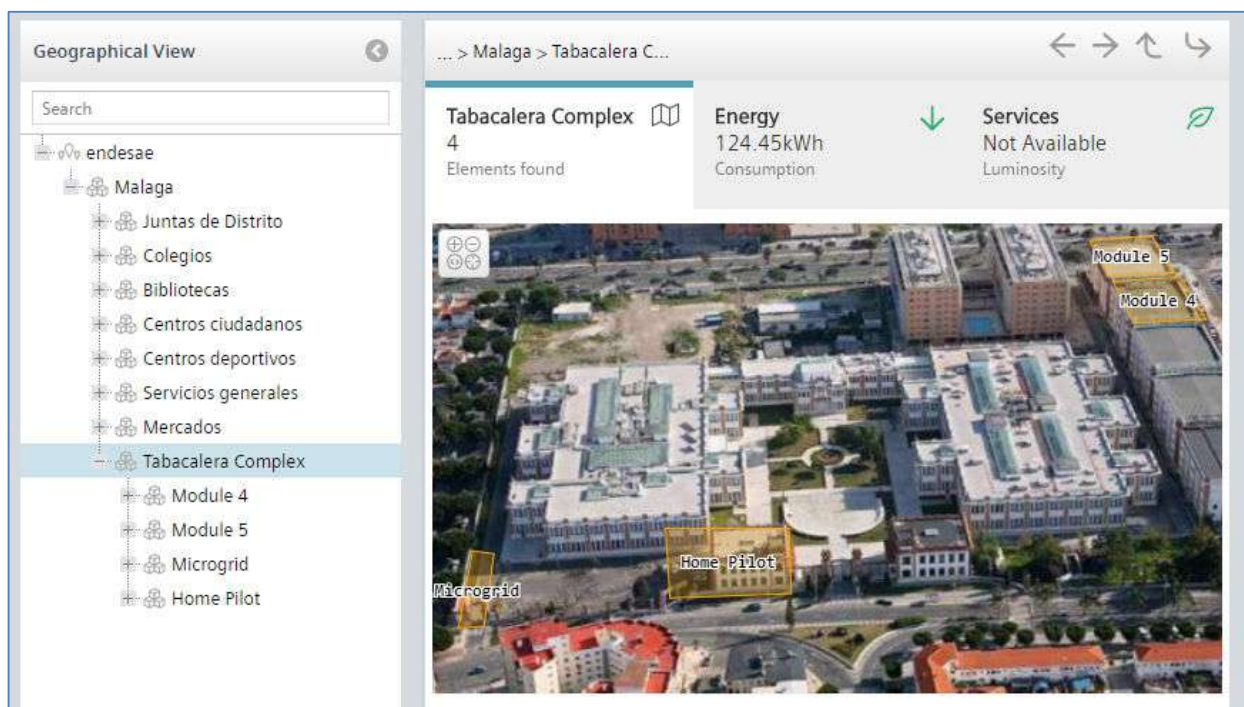 Geographical View
Search
endesae
Malaga
Juntas de Distrito
Colegios
Bibliotecas
Centros ciudadanos
Centros deportivos
Servicios generales
Mercados
Tabacalera Complex
Module 4
Module 5
Microgrid
Home Pilot
... > Malaga > Tabacalera C...
Tabacalera Complex
4
Elements found
Energy
124.45kWh
Consumption
Services
Not Available
Luminosity
Module 5
Module 4
Home Pilot
Microgrid